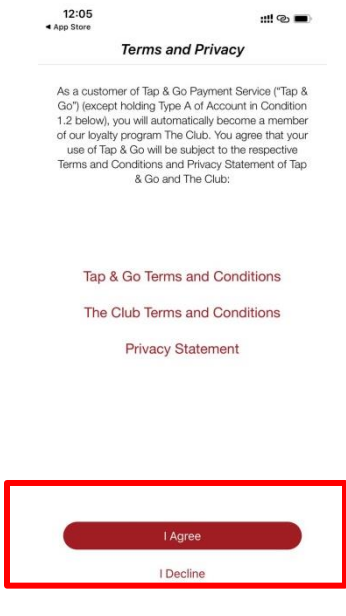 12:05
◀ App Store
Terms and Privacy
As a customer of Tap & Go Payment Service ("Tap &
Go") (except holding Type A of Account in Condition
1.2 below), you will automatically become a member
of our loyalty program The Club. You agree that your
use of Tap & Go will be subject to the respective
Terms and Conditions and Privacy Statement of Tap
& Go and The Club:
Tap & Go Terms and Conditions
The Club Terms and Conditions
Privacy Statement
I Agree
I Decline